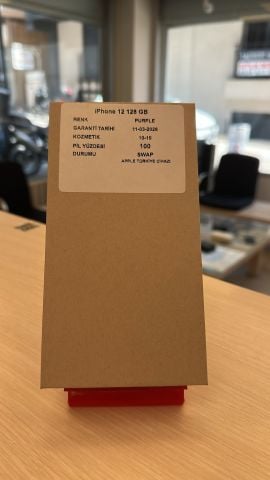 iPhone 12 128 GB
RENK PURPLE
GARANTİ TARİHİ 11-03-2026
KOZMETİK 10-10
PİL YÜZDESİ 100
DURUMU SWAP
APPLE TÜRKİYE CİHAZI